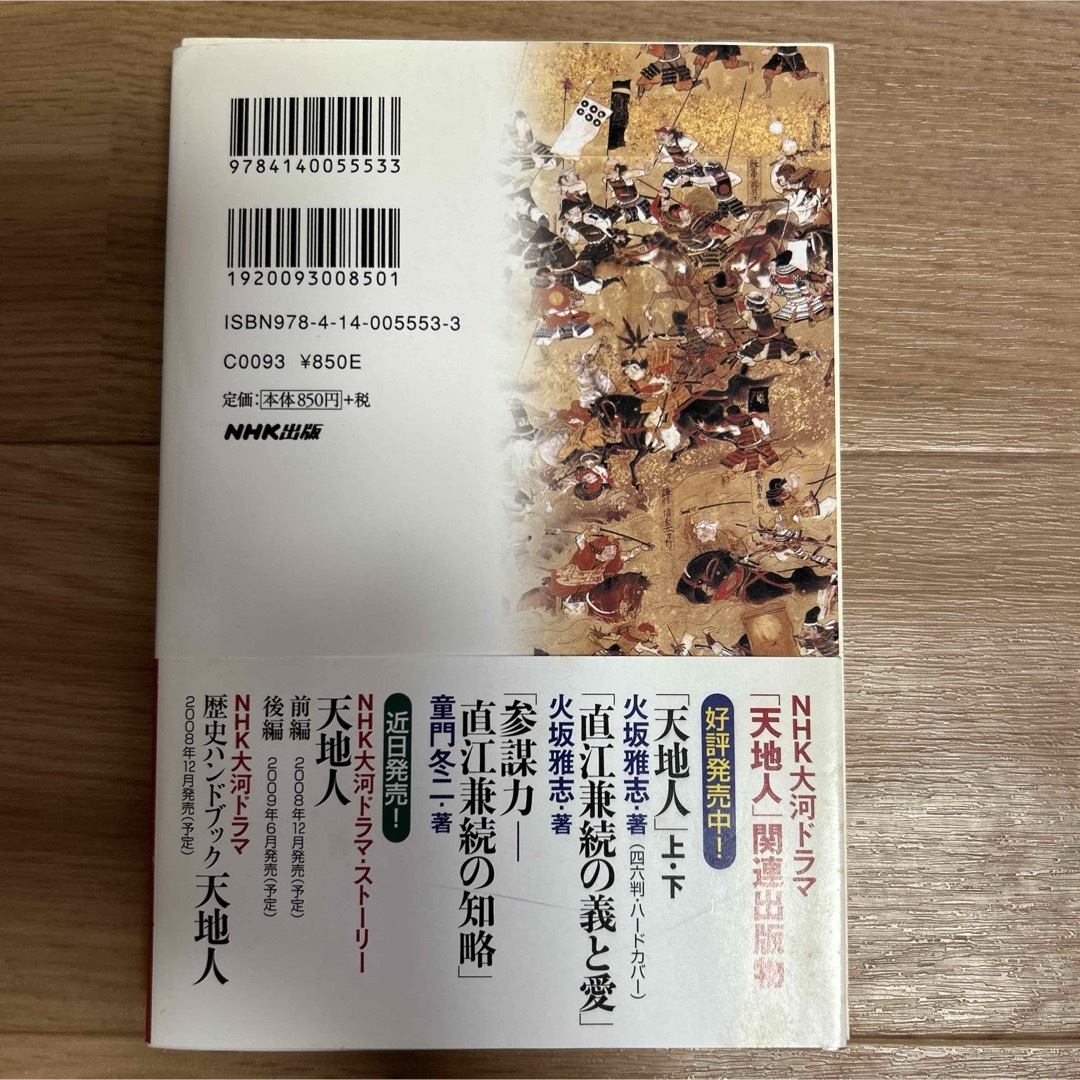 9784140055533
1920093008501
ISBN978-4-14-005553-3
C0093 ¥850E
定価:本体850円+税
NHK出版
NHK大河ドラマ
「天地人」関連出版物
好評発売中!
「天地人」上・下
火坂雅志・著(四六判・ハードカバー)
「直江兼続の義と愛」
火坂雅志・著
「参謀力——
直江兼続の知略」
童門冬二・著
近日発売!
NHK大河ドラマ・ストーリー
天地人
前編 2008年12月発売(予定)
後編 2009年6月発売(予定)
NHK大河ドラマ
歴史ハンドブック 天地人
2008年12月発売(予定)